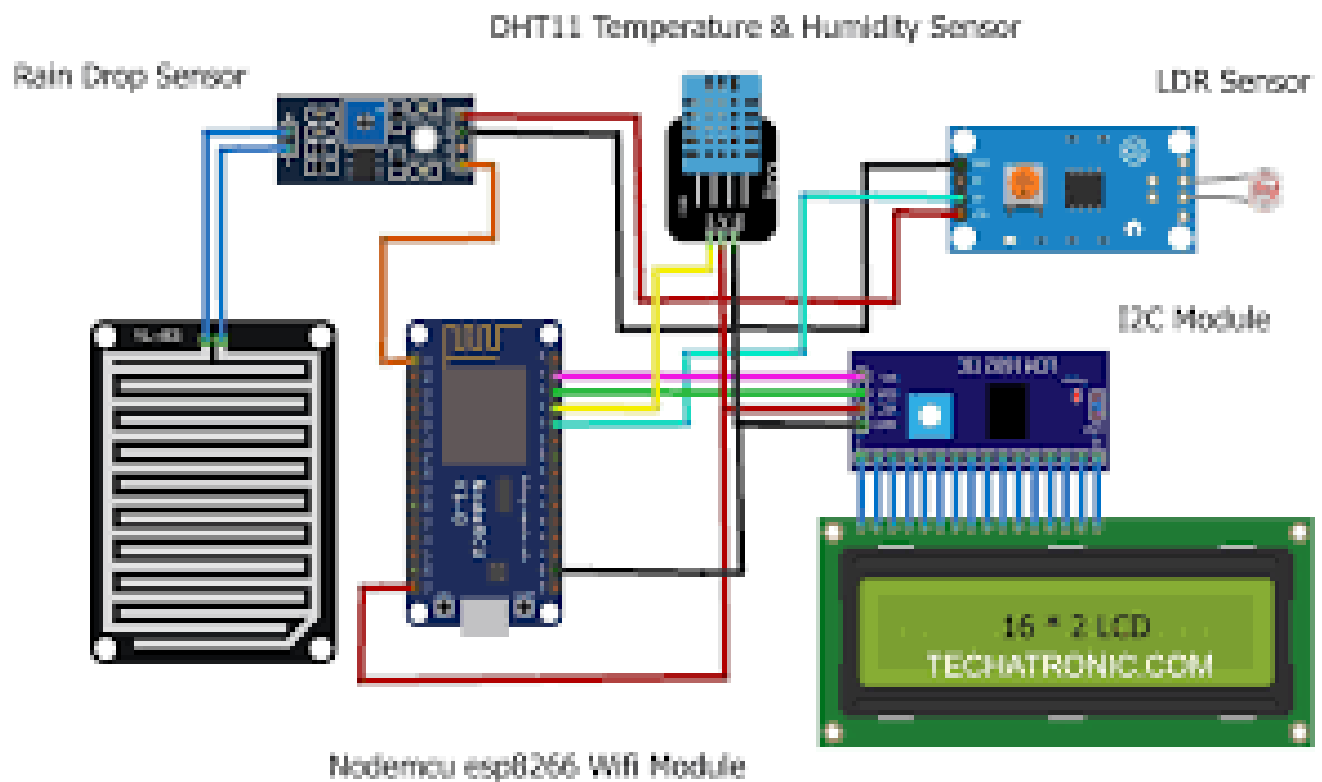 DHT11 Temperature & Humidity Sensor
Rain Drop Sensor
LDR Sensor
I2C Module
16 * 2 LCD
TECHATRONIC.COM
Nodemcu esp8266 Wifi Module